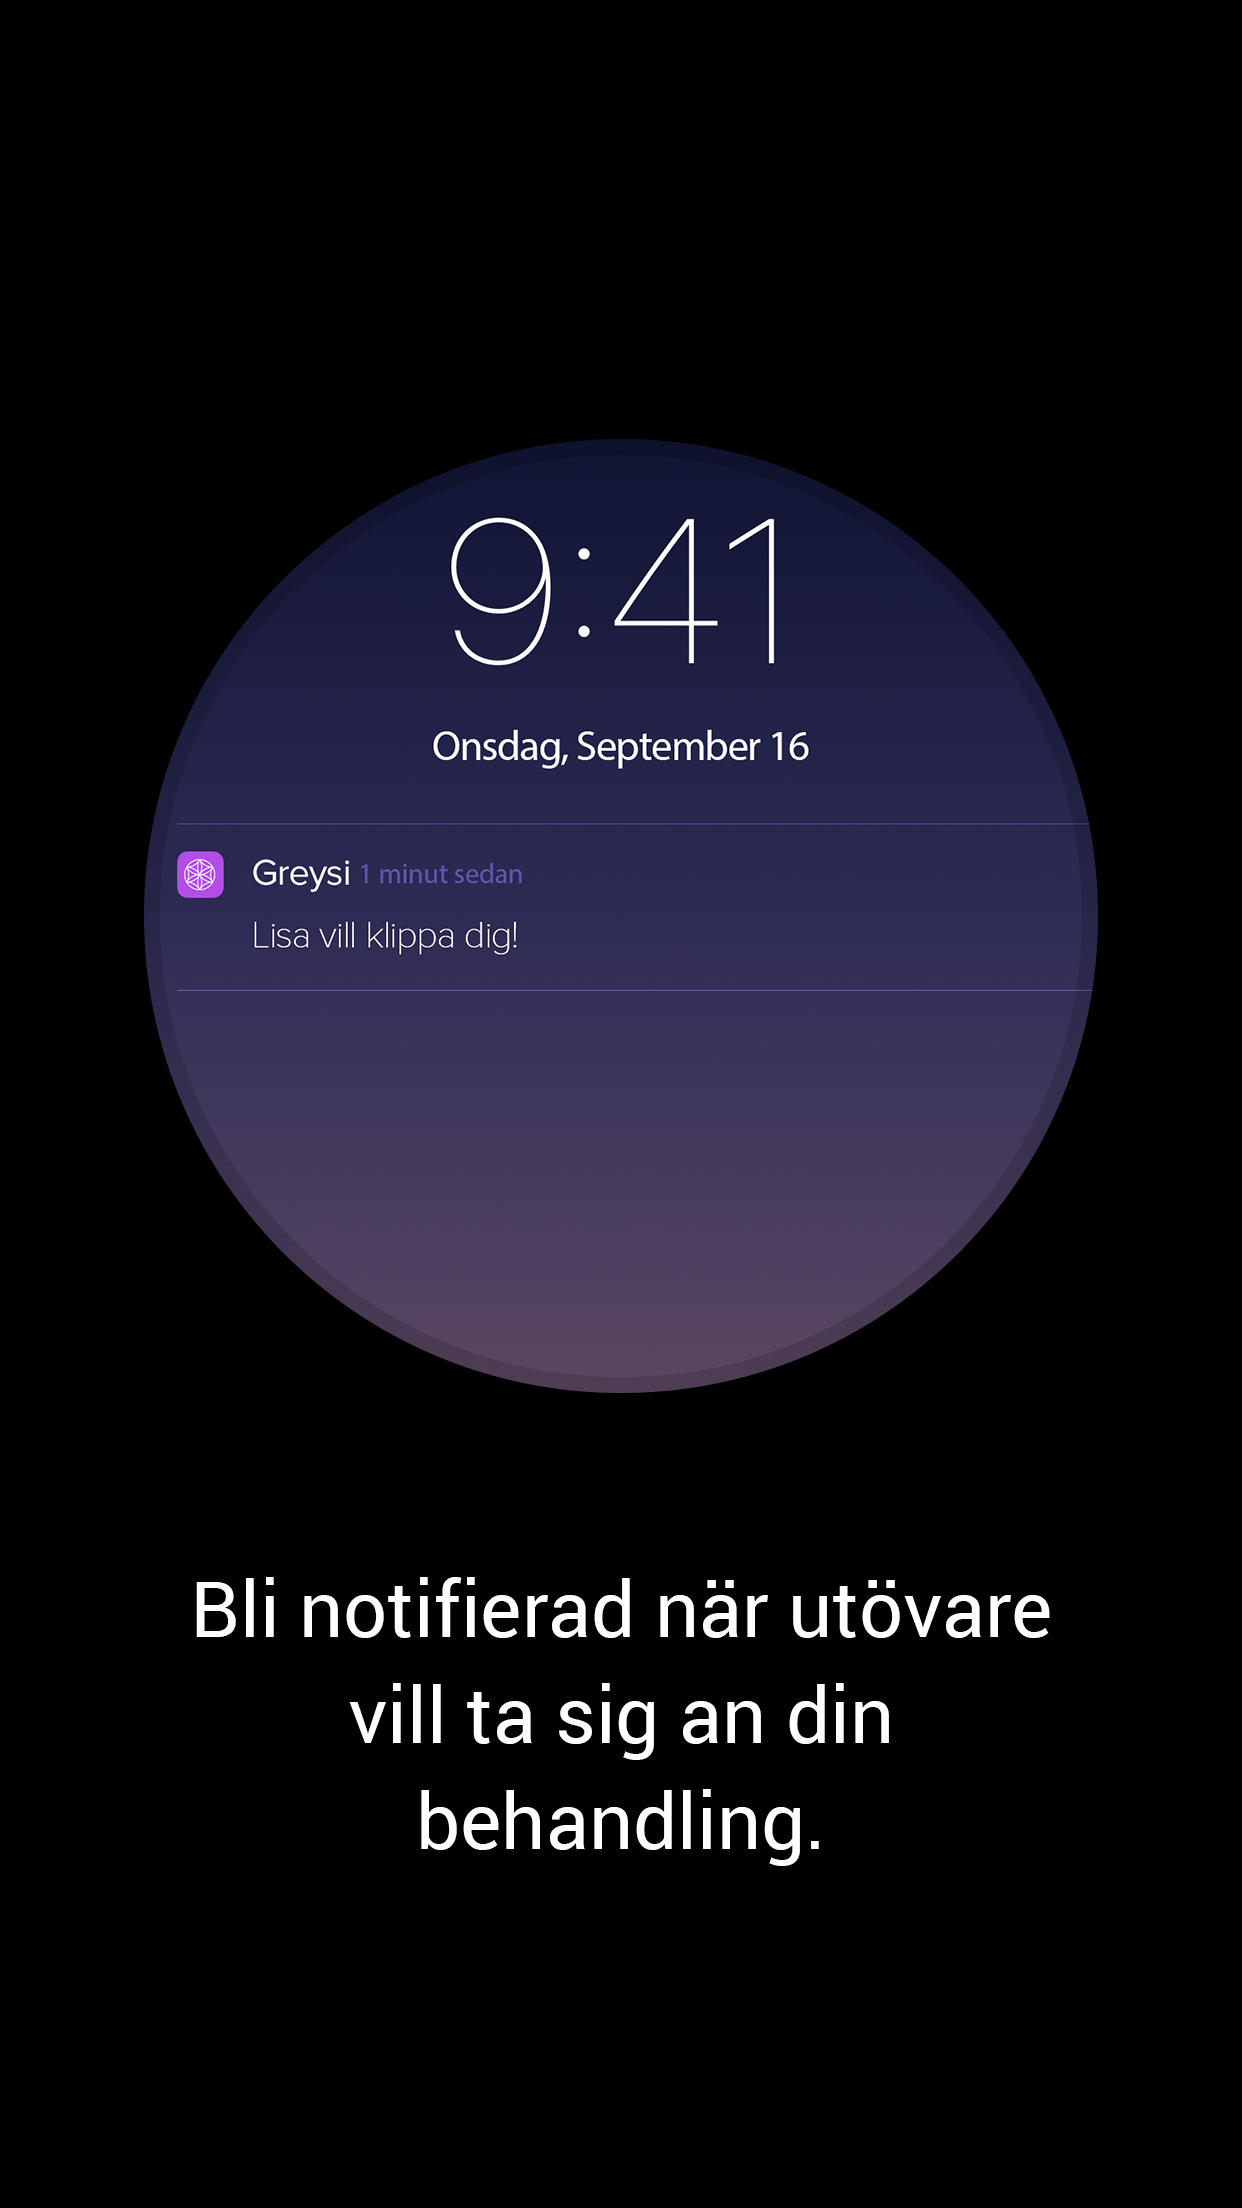 9:41
Onsdag, September 16
Greysi 1 minut sedan
Lisa vill klippa dig!
Bli notifierad när utövare
vill ta sig an din
behandling.